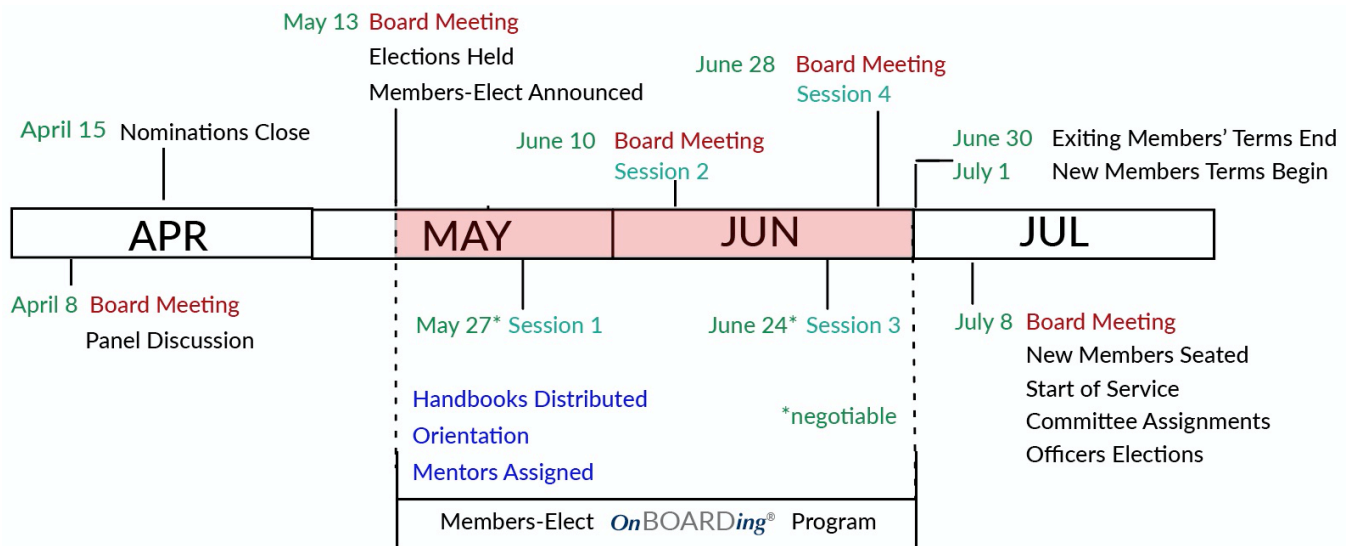 May 13 Board Meeting
Elections Held
Members-Elect Announced
June 28 Board Meeting
Session 4
April 15 Nominations Close
June 10 Board Meeting
Session 2
June 30 Exiting Members' Terms End
July 1 New Members Terms Begin
APR MAY JUN JUL
April 8 Board Meeting
Panel Discussion
May 27* Session 1
June 24* Session 3
July 8 Board Meeting
New Members Seated
Start of Service
Committee Assignments
Officers Elections
Handbooks Distributed
Orientation
Mentors Assigned
*negotiable
Members-Elect OnBOARDing® Program